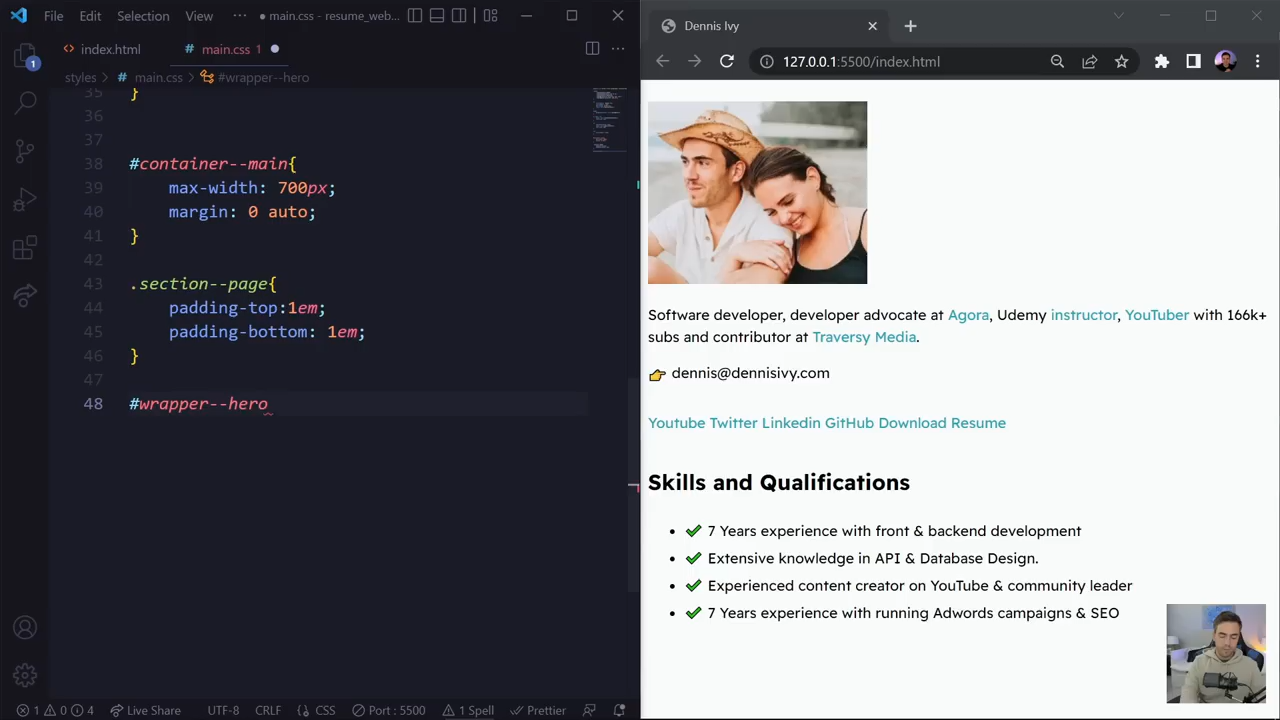 File Edit Selection View ··· main.css - resume_web...
index.html main.css 1
styles > main.css > #wrapper--hero
35 }
36
37
38 #container--main{
39 max-width: 700px;
40 margin: 0 auto;
41 }
42
43 .section--page{
44 padding-top:1em;
45 padding-bottom: 1em;
46 }
47
48 #wrapper--hero
1
1 0 4 Live Share UTF-8 CRLF CSS Port : 5500 1 Spell Prettier
Dennis Ivy
127.0.0.1:5500/index.html
Software developer, developer advocate at Agora, Udemy instructor, YouTuber with 166k+
subs and contributor at Traversy Media.
👉 dennis@dennisivy.com
Youtube Twitter Linkedin GitHub Download Resume
Skills and Qualifications
• ✔ 7 Years experience with front & backend development
• ✔ Extensive knowledge in API & Database Design.
• ✔ Experienced content creator on YouTube & community leader
• ✔ 7 Years experience with running Adwords campaigns & SEO